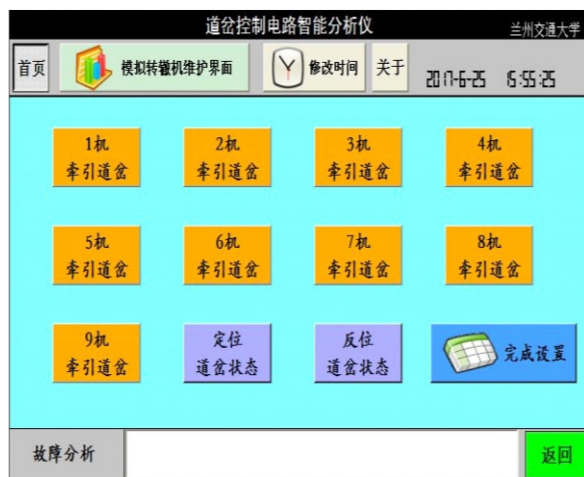 道岔控制电路智能分析仪
兰州交通大学
首页
模拟转辙机维护界面
修改时间
关于
2017-6-25 15:55:25
1机
牵引道岔
2机
牵引道岔
3机
牵引道岔
4机
牵引道岔
5机
牵引道岔
6机
牵引道岔
7机
牵引道岔
8机
牵引道岔
9机
牵引道岔
定位
道岔状态
反位
道岔状态
完成设置
故障分析
返回